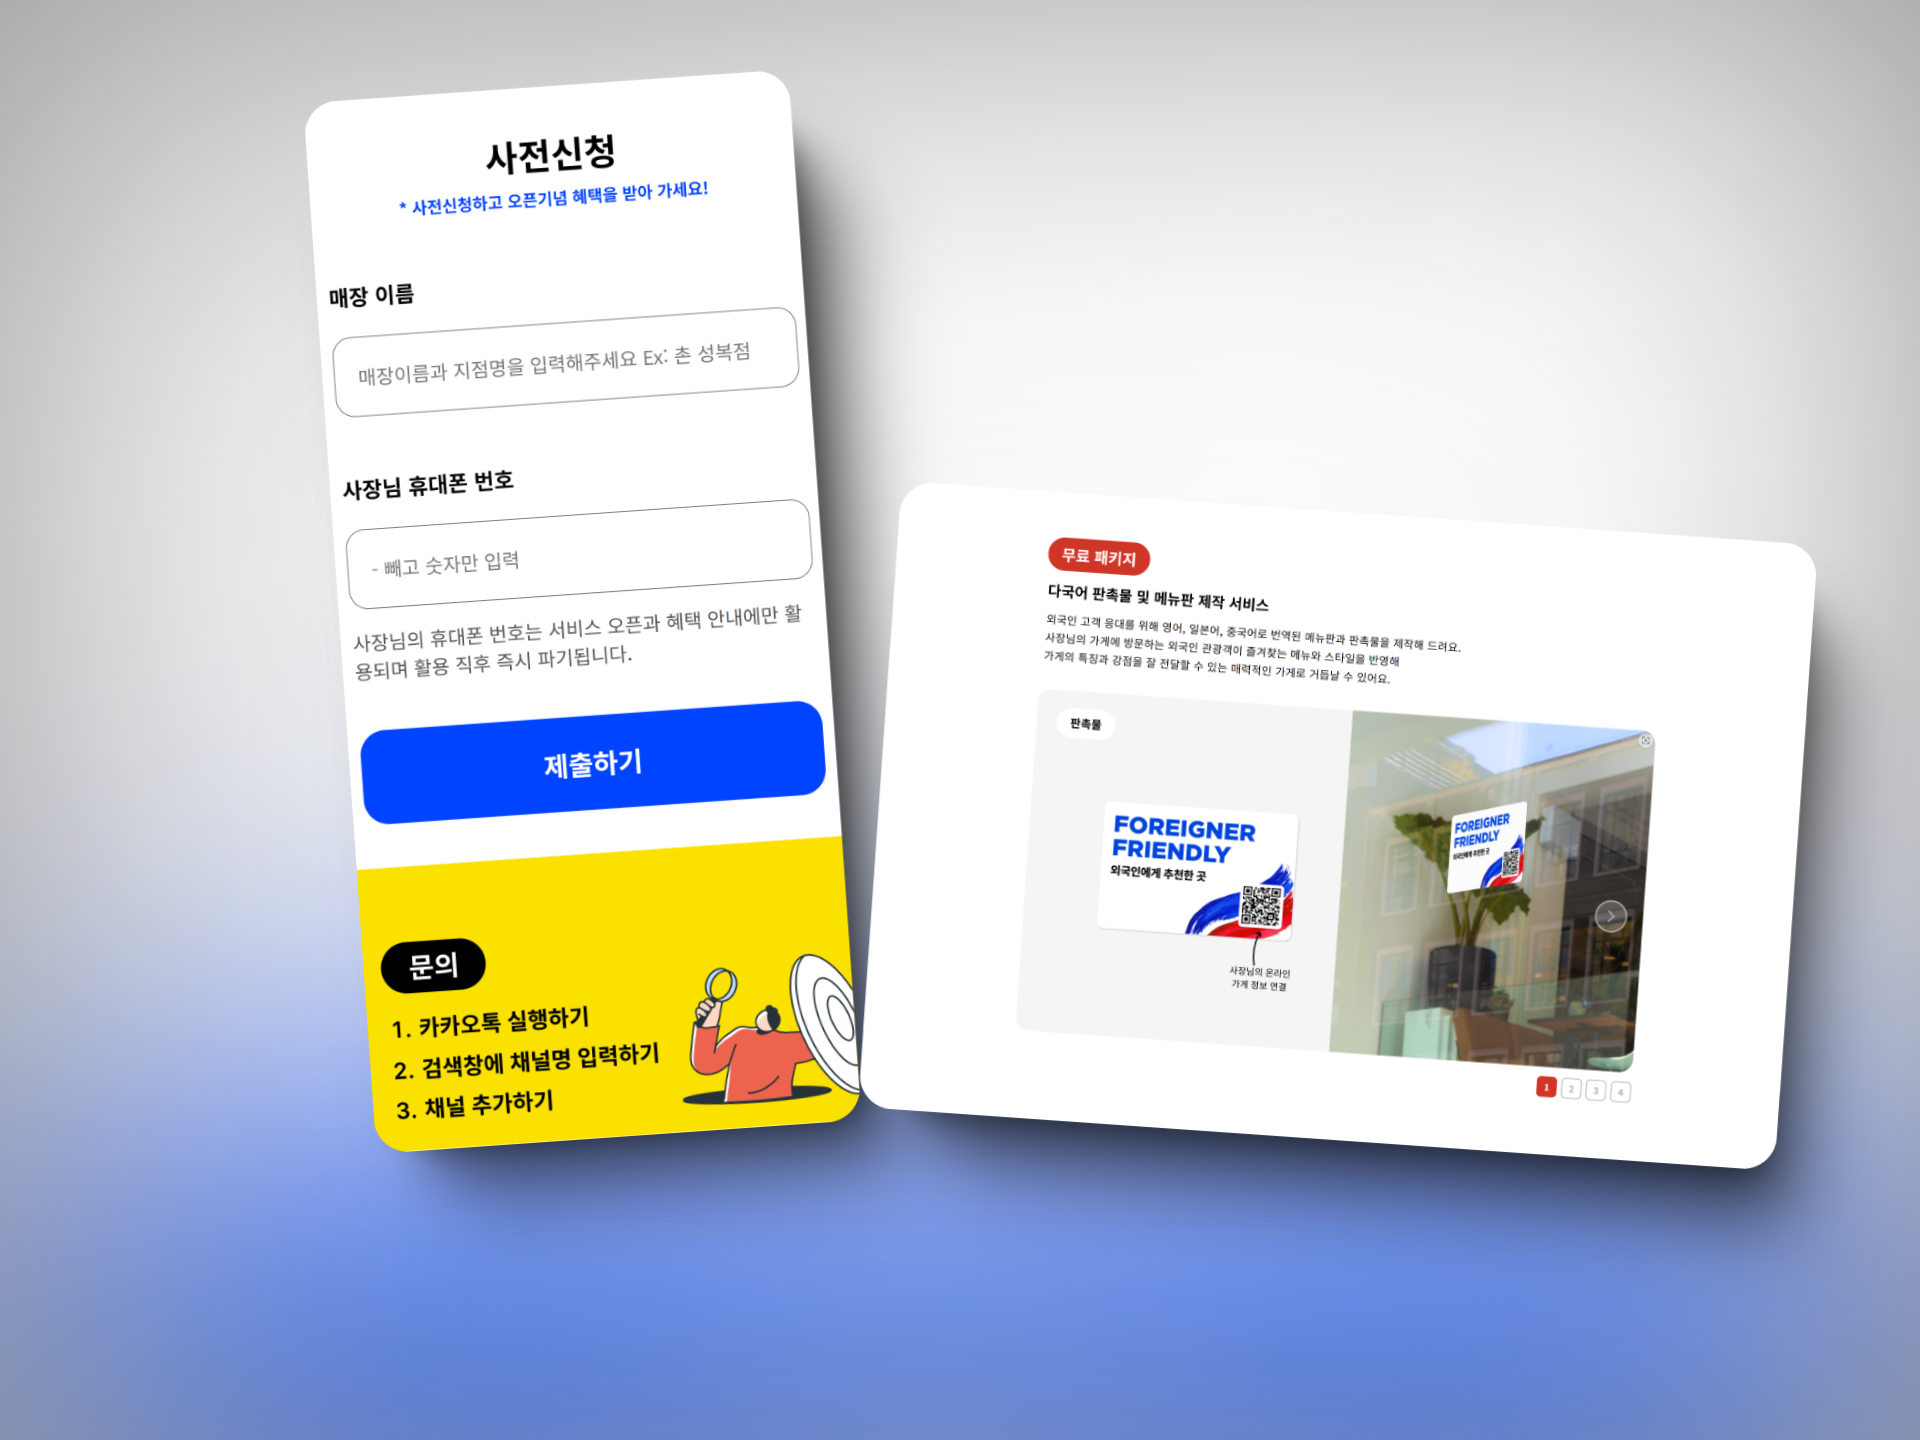 사전신청
* 사전신청하고 오픈기념 혜택을 받아 가세요!
매장 이름
매장이름과 지점명을 입력해주세요 Ex: 촌 성복점
사장님 휴대폰 번호
- 빼고 숫자만 입력
사장님의 휴대폰 번호는 서비스 오픈과 혜택 안내에만 활
용되며 활용 직후 즉시 파기됩니다.
제출하기
문의
1. 카카오톡 실행하기
2. 검색창에 채널명 입력하기
3. 채널 추가하기
무료 패키지
다국어 판촉물 및 메뉴판 제작 서비스
외국인 고객 응대를 위해 영어, 일본어, 중국어로 번역된 메뉴판과 판촉물을 제작해 드려요.
사장님의 가게에 방문하는 외국인 관광객이 즐겨찾는 메뉴와 스타일을 반영해
가게의 특징과 강점을 잘 전달할 수 있는 매력적인 가게로 거듭날 수 있어요.
판촉물
FOREIGNER
FRIENDLY
외국인에게 추천한 곳
사장님의 온라인
가게 정보 연결
FOREIGNER
FRIENDLY
외국인에게 추천한 곳
1 2 3 4